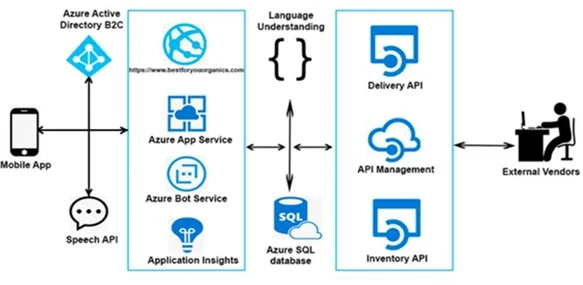 Azure Active
Directory B2C
Mobile App
Speech API
https://www.bestforyouorganics.com
Azure App Service
Azure Bot Service
Application Insights
Language
Understanding
{}
SQL
Azure SQL
database
Delivery API
API Management
Inventory API
External Vendors